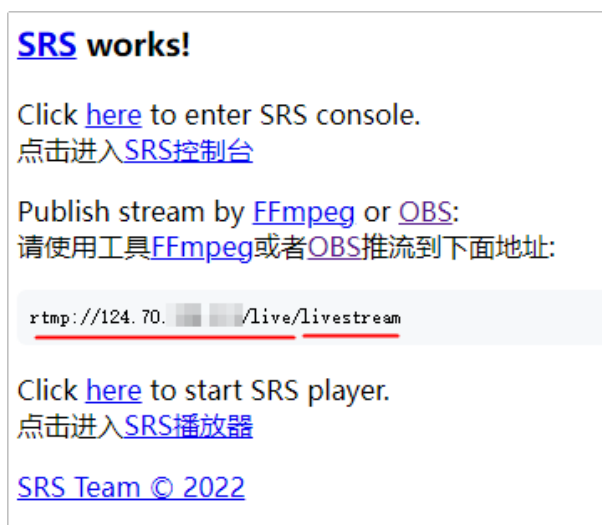 SRS works!
Click here to enter SRS console.
点击进入SRS控制台
Publish stream by FFmpeg or OBS:
请使用工具FFmpeg或者OBS推流到下面地址:
rtmp://124.70. /live/livestream
Click here to start SRS player.
点击进入SRS播放器
SRS Team © 2022